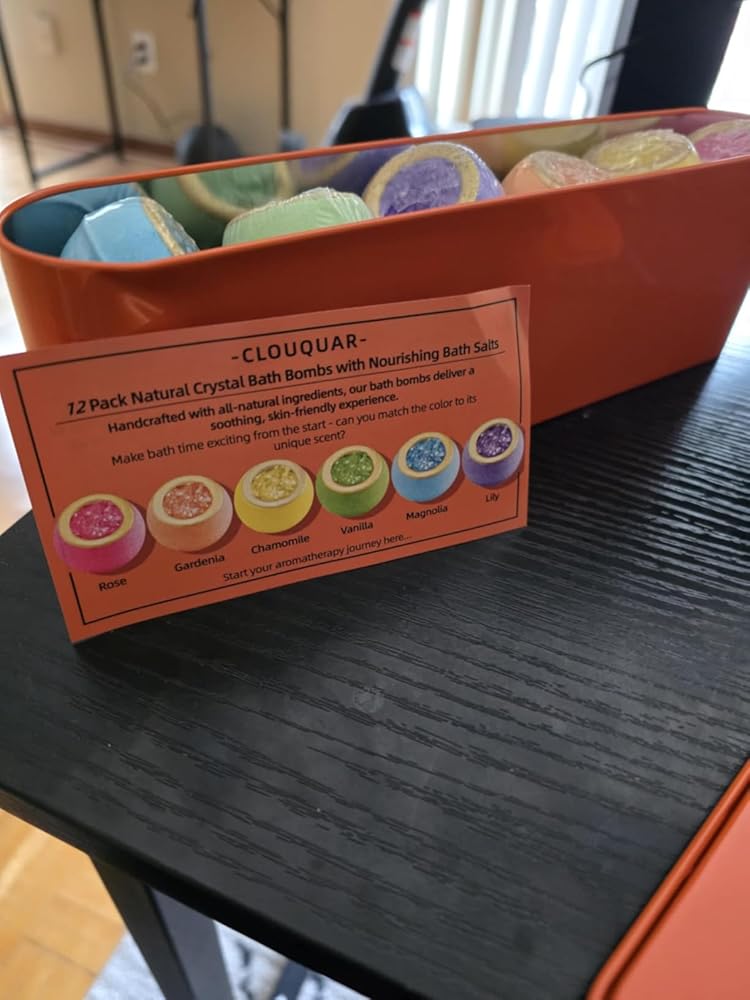 -CLOUQUAR-
12 Pack Natural Crystal Bath Bombs with Nourishing Bath Salts
Handcrafted with all-natural ingredients, our bath bombs deliver a
soothing, skin-friendly experience.
Make bath time exciting from the start - can you match the color to its
unique scent?
Rose Gardenia Chamomile Vanilla Magnolia Lily
Start your aromatherapy journey here...